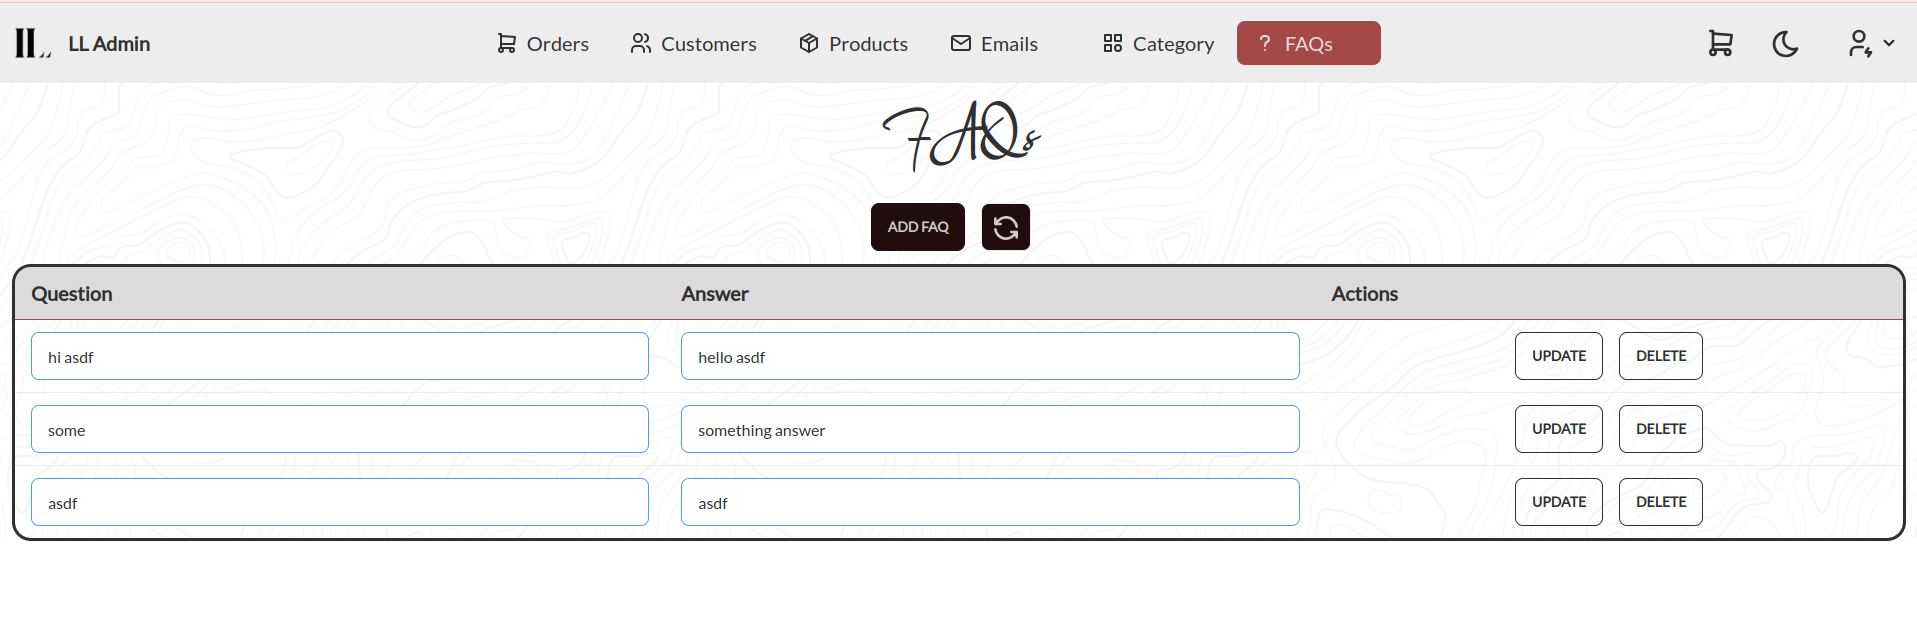 LL Admin Orders Customers Products Emails Category ? FAQs
FAQs
ADD FAQ
Question Answer Actions
hi asdf hello asdf UPDATE DELETE
some something answer UPDATE DELETE
asdf asdf UPDATE DELETE